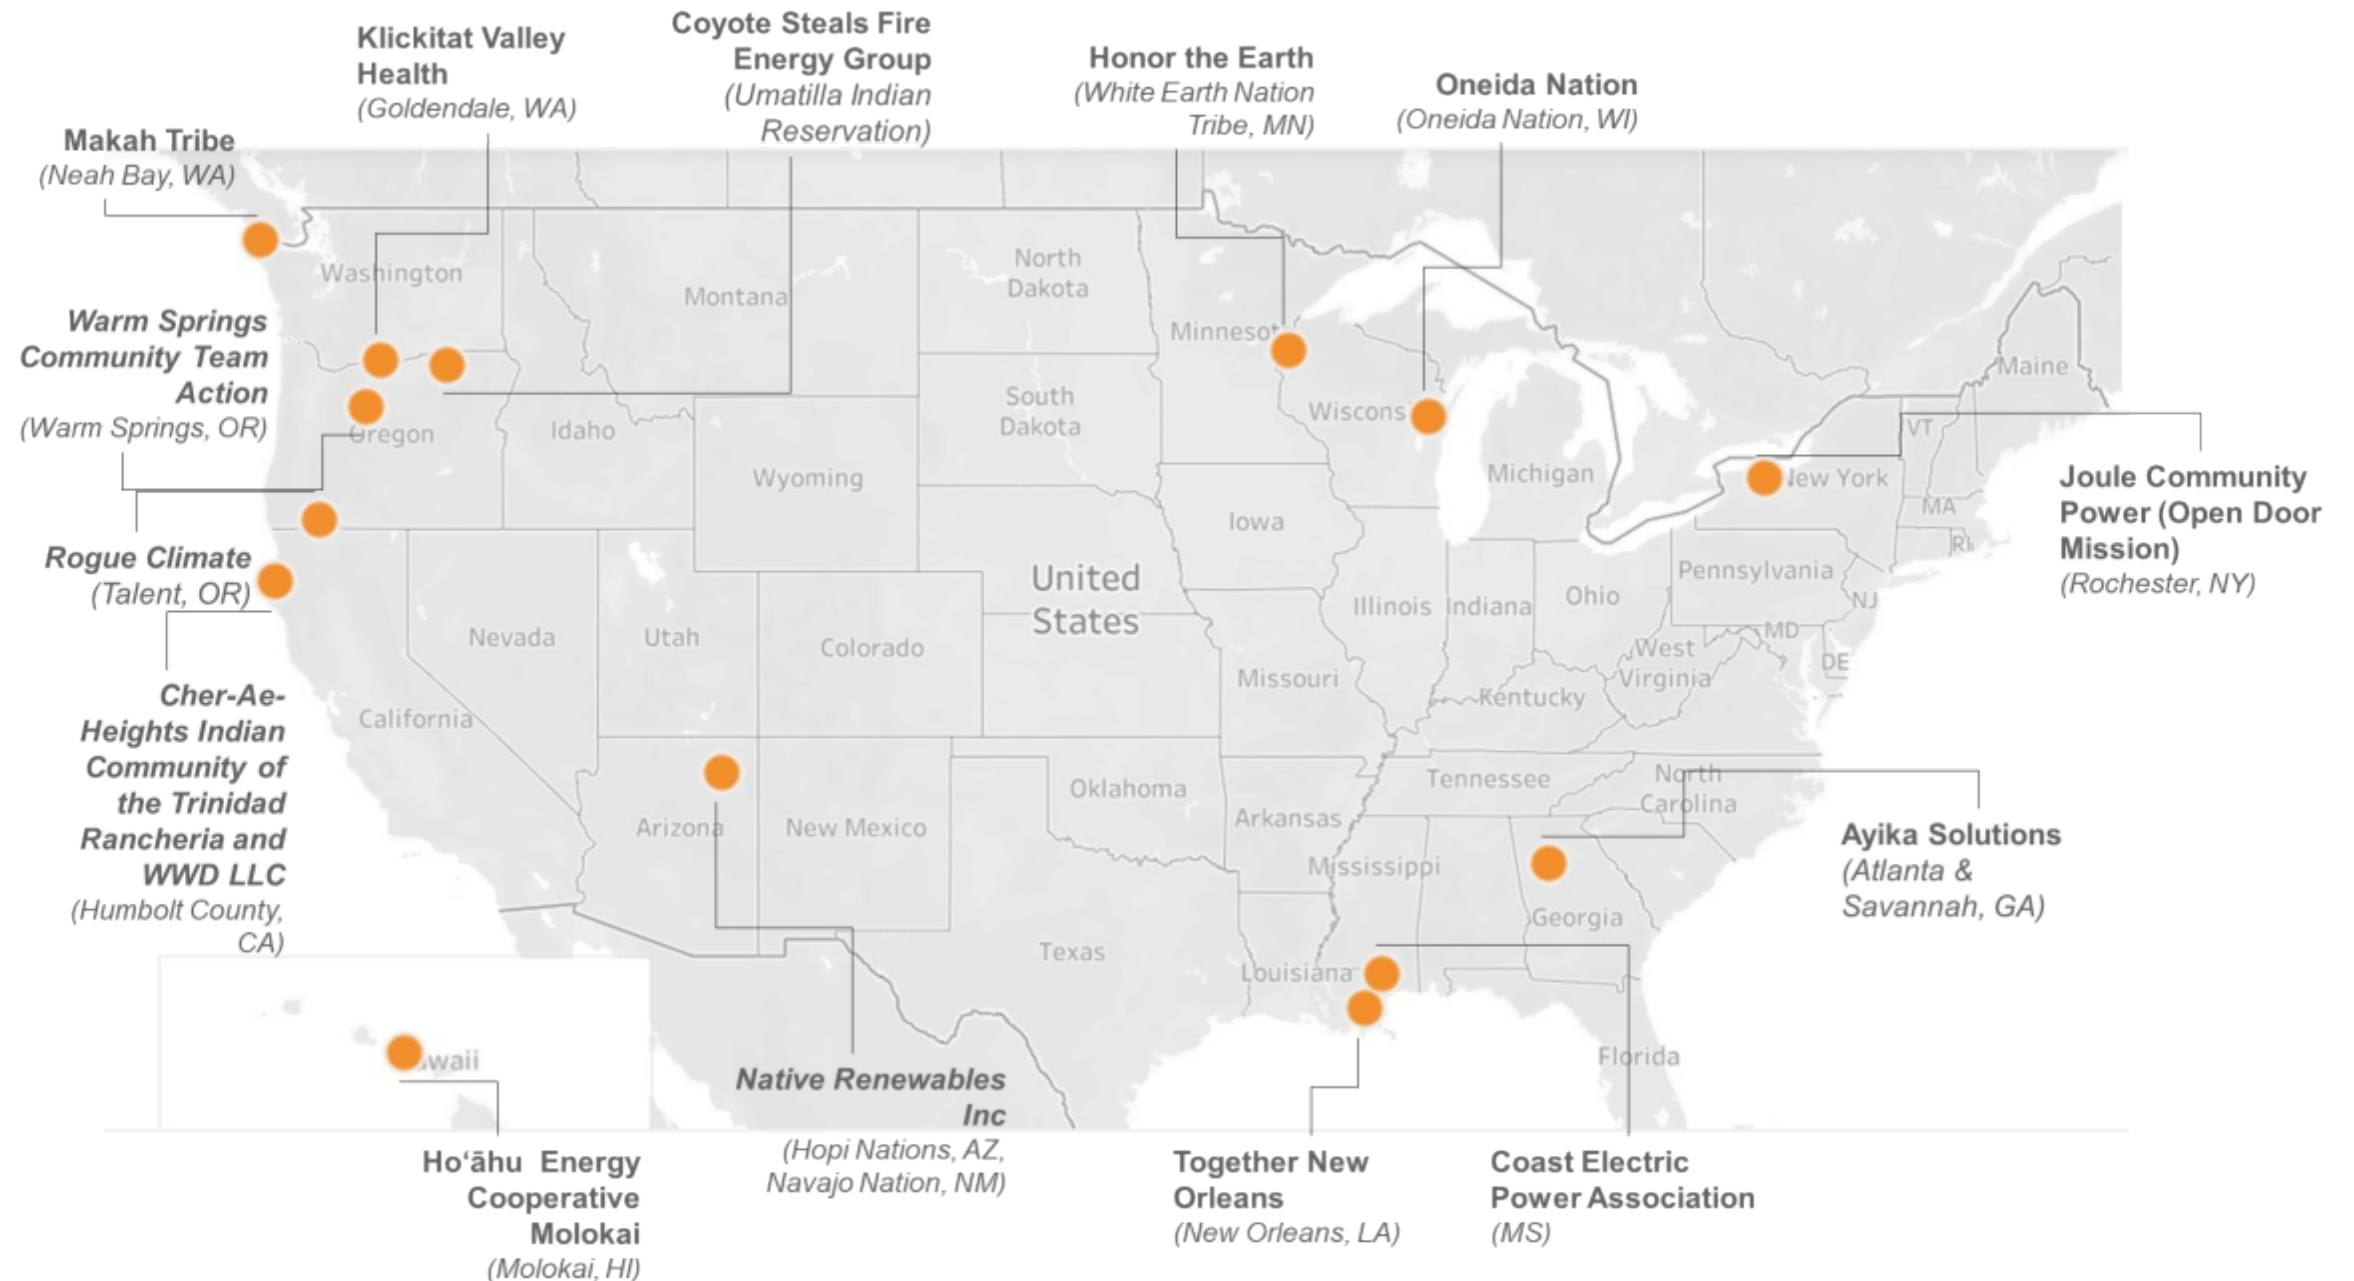 Klickitat Valley
Health
(Goldendale, WA)
Coyote Steals Fire
Energy Group
(Umatilla Indian
Reservation)
Honor the Earth
(White Earth Nation
Tribe, MN)
Oneida Nation
(Oneida Nation, WI)
Makah Tribe
(Neah Bay, WA)
Warm Springs
Community Team
Action
(Warm Springs, OR)
Rogue Climate
(Talent, OR)
Cher-Ae-
Heights Indian
Community of
the Trinidad
Rancheria and
WWD LLC
(Humbolt County,
CA)
Joule Community
Power (Open Door
Mission)
(Rochester, NY)
Ayika Solutions
(Atlanta &
Savannah, GA)
Washington
Montana
North
Dakota
Minnesot
South
Dakota
Wiscons
Michigan
Maine
VT
New York
MA
RI
Oregon
Idaho
Wyoming
Iowa
United
States
Nevada
Utah
Colorado
Illinois
Indiana
Ohio
Pennsylvania
NJ
MD
DE
West
Virginia
California
Missouri
Kentucky
Arizona
New Mexico
Oklahoma
Arkansas
Tennessee
North
Carolina
Mississippi
Georgia
Texas
Louisiana
Florida
waii
Hoʻāhu Energy
Cooperative
Molokai
(Molokai, HI)
Native Renewables
Inc
(Hopi Nations, AZ,
Navajo Nation, NM)
Together New
Orleans
(New Orleans, LA)
Coast Electric
Power Association
(MS)